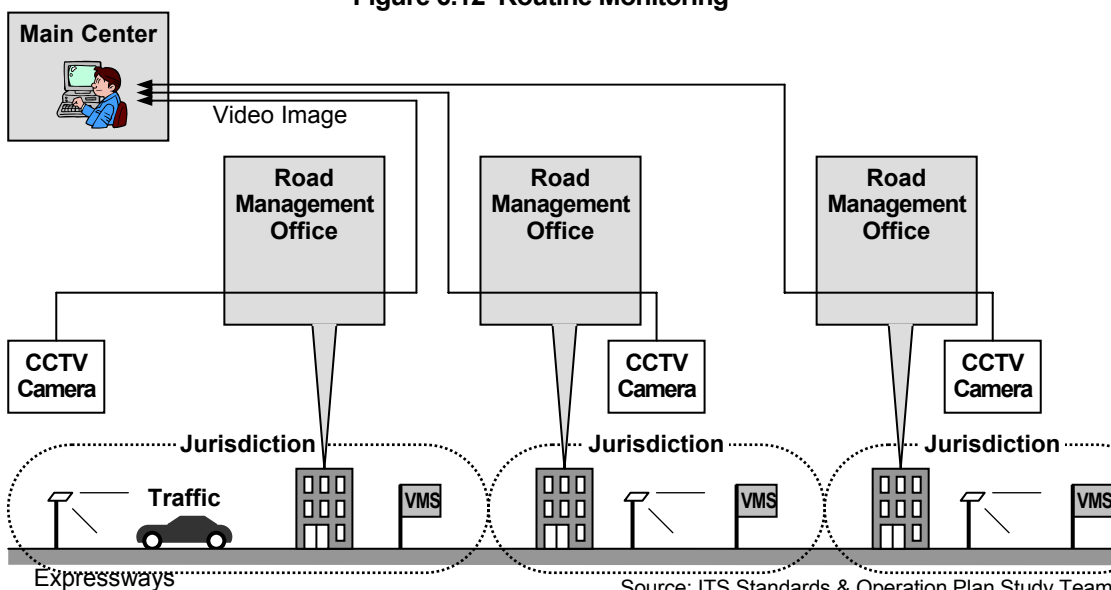 Figure 6.12 Routine Monitoring
Main Center
Video Image
Road
Management
Office
Road
Management
Office
Road
Management
Office
CCTV
Camera
CCTV
Camera
CCTV
Camera
Jurisdiction
Jurisdiction
Jurisdiction
Traffic
VMS
VMS
VMS
Expressways
Source: ITS Standards & Operation Plan Study Team